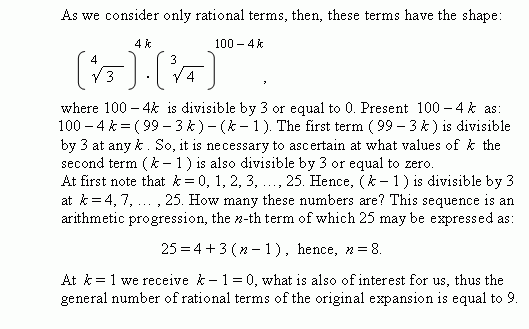 As we consider only rational terms, then, these terms have the shape:
( ∜3 )^{4 k} · ( ∛4 )^{100 – 4 k} ,
where 100 – 4k is divisible by 3 or equal to 0. Present 100 – 4 k as:
100 – 4 k = ( 99 – 3 k ) – ( k – 1 ). The first term ( 99 – 3 k ) is divisible
by 3 at any k . So, it is necessary to ascertain at what values of k the
second term ( k – 1 ) is also divisible by 3 or equal to zero.
At first note that k = 0, 1, 2, 3, …, 25. Hence, ( k – 1 ) is divisible by 3
at k = 4, 7, … , 25. How many these numbers are? This sequence is an
arithmetic progression, the n-th term of which 25 may be expressed as:
25 = 4 + 3 ( n – 1 ) , hence, n = 8.
At k = 1 we receive k – 1 = 0, what is also of interest for us, thus the
general number of rational terms of the original expansion is equal to 9.